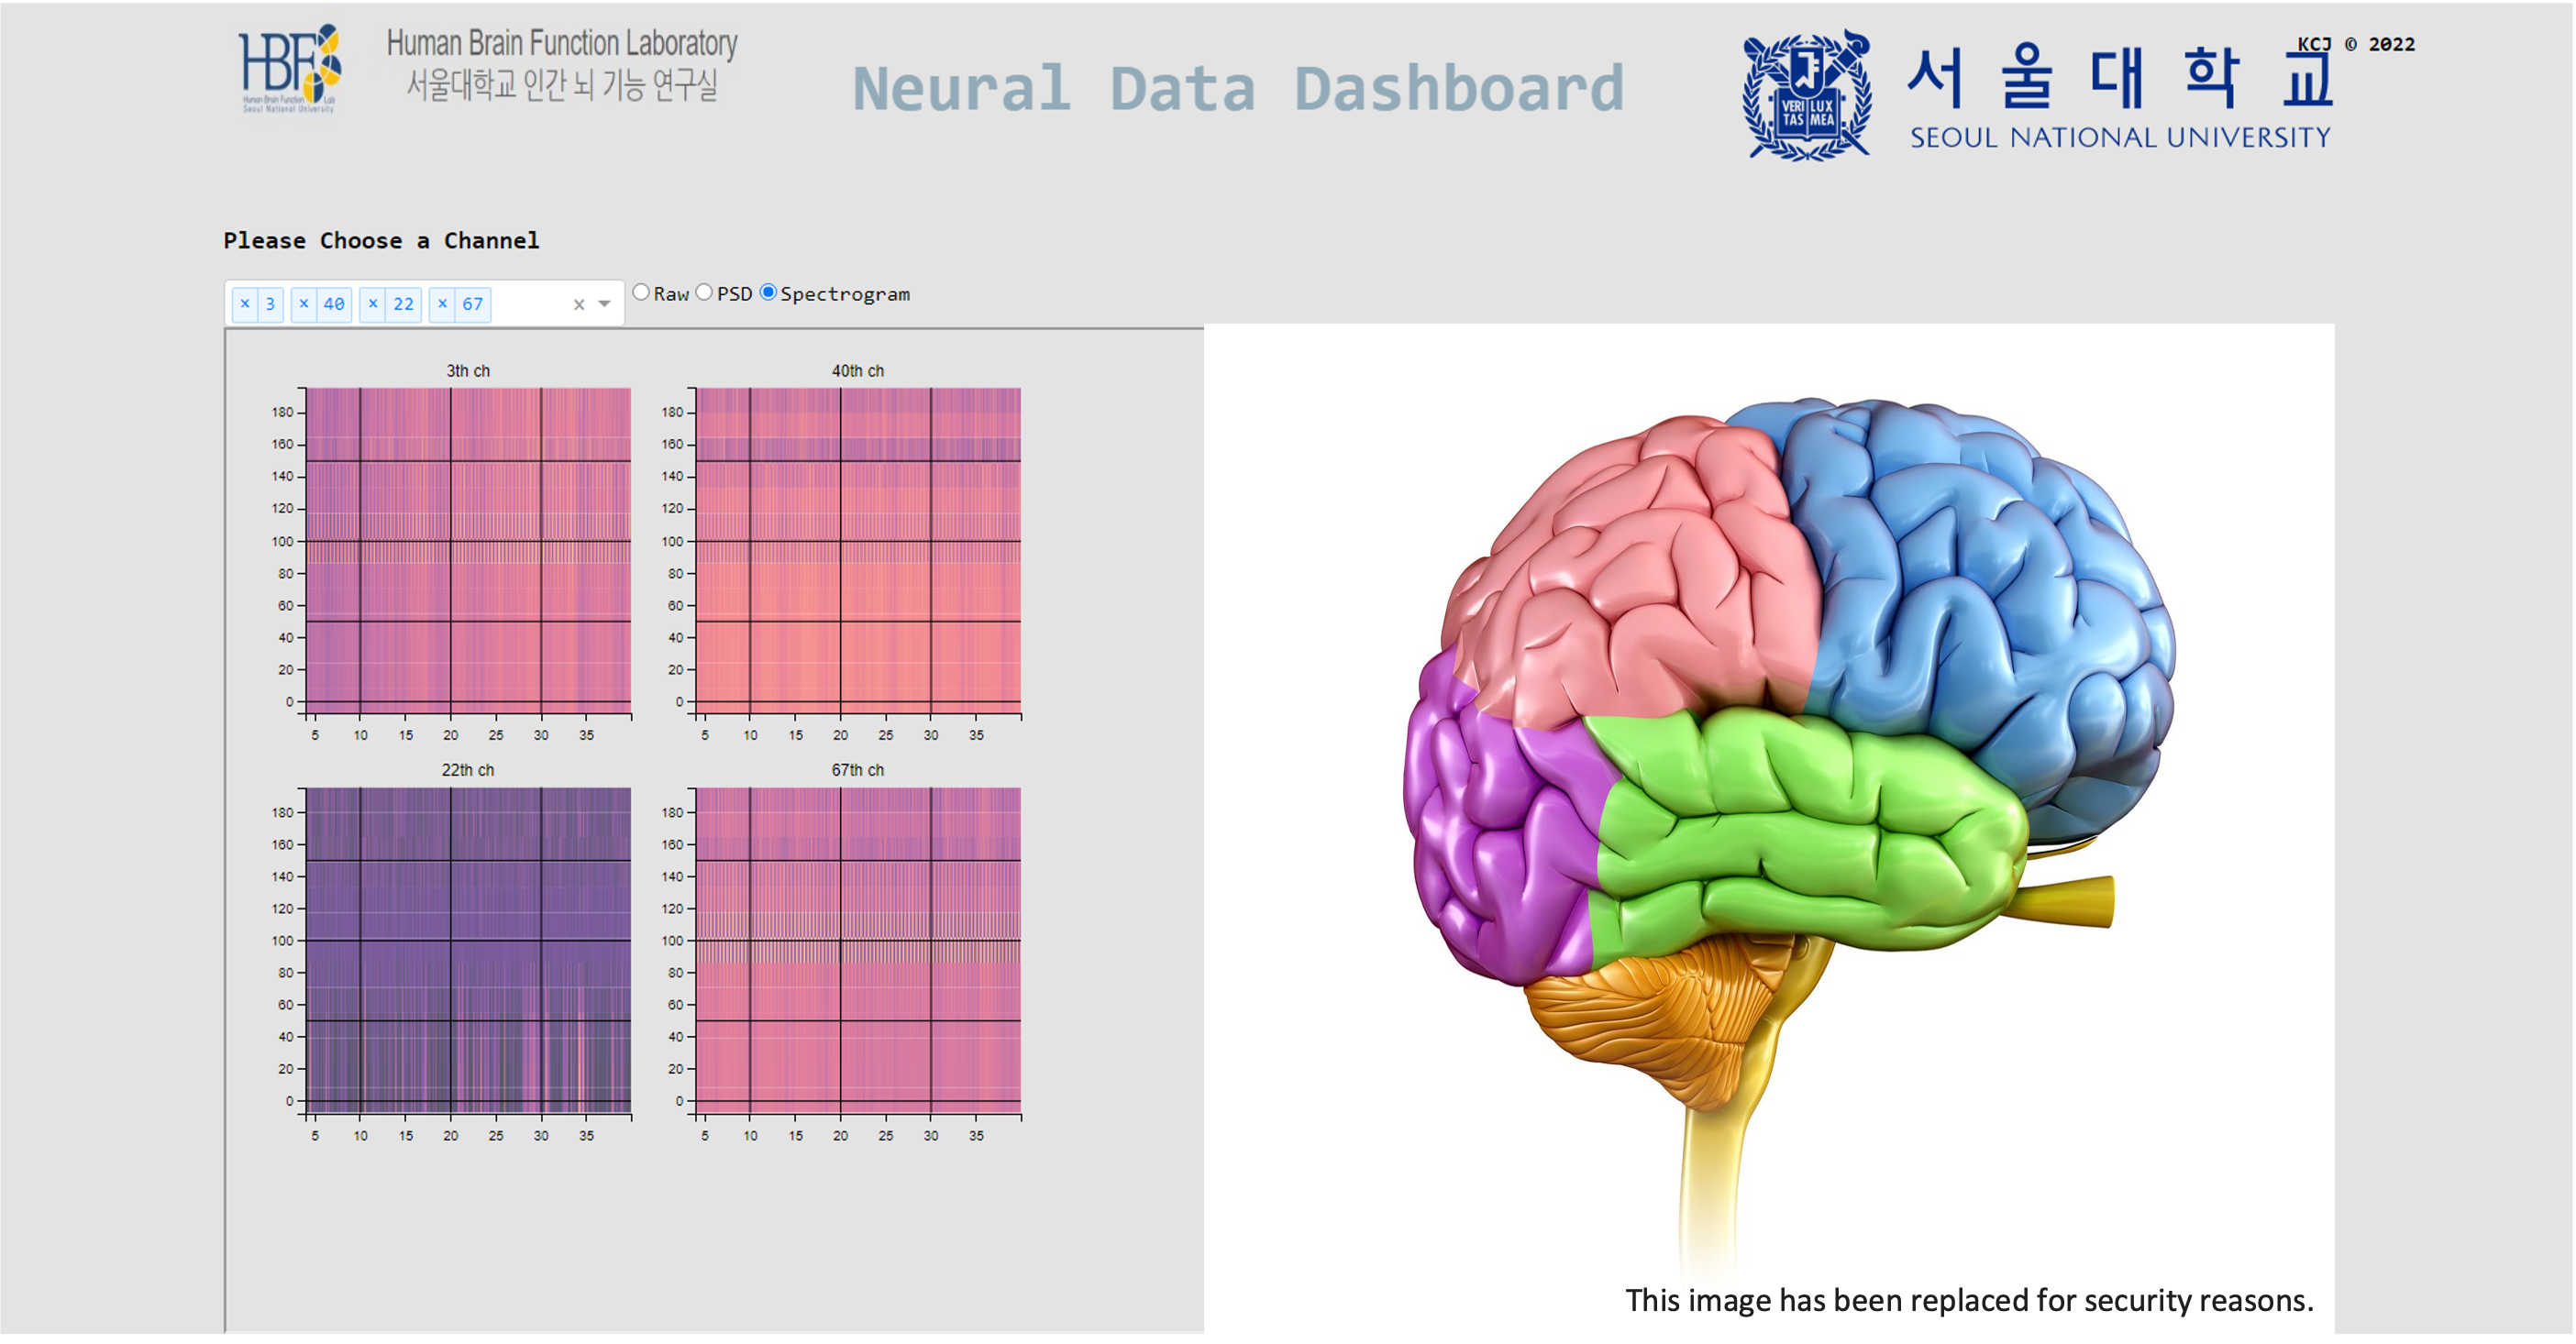 HBF
Human Brain Function Lab
Seoul National University
Human Brain Function Laboratory
서울대학교 인간 뇌 기능 연구실
Neural Data Dashboard
VERI LUX
TAS MEA
서울대학교
SEOUL NATIONAL UNIVERSITY
KCJ © 2022
Please Choose a Channel
× 3 × 40 × 22 × 67 ×
Raw PSD Spectrogram
3th ch
180
160
140
120
100
80
60
40
20
0
5 10 15 20 25 30 35
40th ch
180
160
140
120
100
80
60
40
20
0
5 10 15 20 25 30 35
22th ch
180
160
140
120
100
80
60
40
20
0
5 10 15 20 25 30 35
67th ch
180
160
140
120
100
80
60
40
20
0
5 10 15 20 25 30 35
This image has been replaced for security reasons.